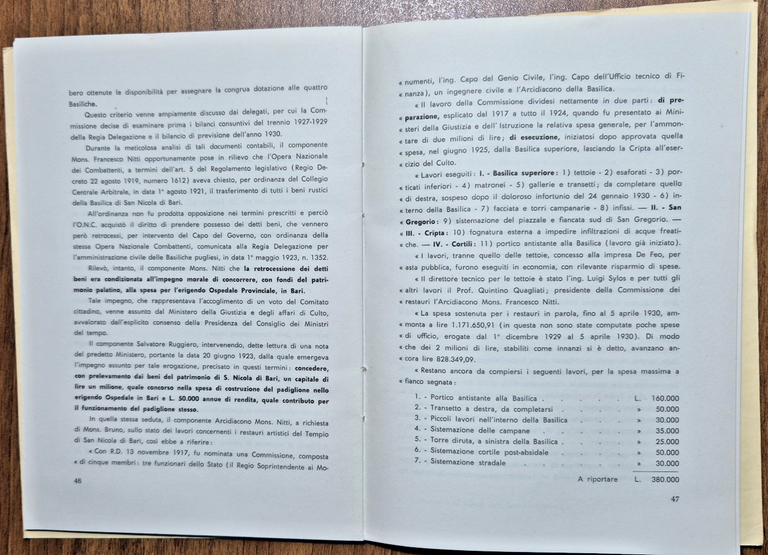 bero ottenute le disponibilità per assegnare la congrua dotazione alle quattro
Basiliche.
Questo criterio venne ampiamente discusso dai delegati, per cui la Com-
missione decise di esaminare prima i bilanci consuntivi del trennio 1927-1929
della Regia Delegazione e il bilancio di previsione dell'anno 1930.
Durante la meticolosa analisi di tali documenti contabili, il componente
Mons. Francesco Nitti opportunamente pose in rilievo che l'Opera Nazionale
dei Combattenti, a termini dell'art. 5 del Regolamento legislativo (Regio De-
creto 22 agosto 1919, numero 1612) aveva chiesto, per ordinanza del Collegio
Centrale Arbitrale, in data 1° agosto 1921, il trasferimento di tutti i beni rustici
della Basilica di San Nicola di Bari.
All'ordinanza non fu prodotta opposizione nei termini prescritti e perciò
l'O.N.C. acquistò il diritto di prendere possesso dei detti beni, che vennero
però retrocessi, per intervento del Capo del Governo, con ordinanza della
stessa Opera Nazionale Combattenti, comunicata alla Regia Delegazione per
l'amministrazione civile delle Basiliche pugliesi, in data 1° maggio 1923, n. 1352.
Rilevò, intanto, il componente Mons. Nitti che la retrocessione dei detti
beni era condizionata all'impegno morale di concorrere, con fondi del patri-
monio palatino, alla spesa per l'erigendo Ospedale Provinciale, in Bari.
Tale impegno, che rappresentava l'accoglimento di un voto del Comitato
cittadino, venne assunto dal Ministero della Giustizia e degli affari di Culto,
avvalorato dall'esplicito consenso della Presidenza del Consiglio dei Ministri
del tempo.
Il componente Salvatore Ruggiero, intervenendo, dette lettura di una nota
del predetto Ministero, portante la data 20 giugno 1923, dalla quale emergeva
l'impegno assunto per tale erogazione, precisato in questi termini: concedere,
con prelevamento dai beni del patrimonio di S. Nicola di Bari, un capitale di
lire un milione, quale concorso nella spesa di costruzione del padiglione nello
erigendo Ospedale in Bari e L. 50.000 annue di rendita, quale contributo per
il funzionamento del padiglione stesso.
In quella stessa seduta, il componente Arcidiacono Mons. Nitti, a richiesta
di Mons. Bruno, sullo stato dei lavori concernenti i restauri artistici del Tempio
di San Nicola di Bari, così ebbe a riferire:
« Con R.D. 13 novembre 1917, fu nominata una Commissione, composta
« di cinque membri: tre funzionari dello Stato (il Regio Soprintendente ai Mo-
46
« numenti, l'ing. Capo del Genio Civile, l'ing. Capo dell'Ufficio tecnico di Fi-
« nanza), un ingegnere civile e l'Arcidiacono della Basilica.
« Il lavoro della Commissione dividesi nettamente in due parti: di pre-
« parazione, esplicato dal 1917 a tutto il 1924, quando fu presentato ai Mini-
« steri della Giustizia e dell'Istruzione la relativa spesa generale, per l'ammon-
« tare di due milioni di lire; di esecuzione, iniziatosi dopo approvata quella
« spesa, nel giugno 1925, dalla Basilica superiore, lasciando la Cripta all'eser-
« cizio del Culto.
« Lavori eseguiti: I. - Basilica superiore: 1) tettoie - 2) esaforati - 3) por-
« ticati inferiori - 4) matronei - 5) gallerie e transetti; da completare quello
« di destra, sospeso dopo il doloroso infortunio del 24 gennaio 1930 - 6) in-
« terno della Basilica - 7) facciata e torri campanarie - 8) infissi. — II. - San
« Gregorio: 9) sistemazione del piazzale e fiancata sud di San Gregorio. —
« III. - Cripta: 10) fognatura esterna a impedire infiltrazioni di acque freati-
« che. — IV. - Cortili: 11) portico antistante alla Basilica (lavoro già iniziato).
« I lavori, tranne quello delle tettoie, concesso alla impresa De Feo, per
« asta pubblica, furono eseguiti in economia, con rilevante risparmio di spese.
« Il direttore tecnico per le tettoie è stato l'ing. Luigi Sylos e per tutti gli
« altri lavori il Prof. Quintino Quagliati; presidente della Commissione dei
« restauri l'Arcidiacono Mons. Francesco Nitti.
« La spesa sostenuta per i restauri in parola, fino al 5 aprile 1930, am-
« monta a lire 1.171.650,91 (in questa non sono state computate poche spese
« di ufficio, erogate dal 1° dicembre 1929 al 5 aprile 1930). Di modo
« che dei 2 milioni di lire, stabiliti come innanzi si è detto, avanzano an-
« cora lire 828.349,09.
« Restano ancora da compiersi i seguenti lavori, per la spesa massima a
« fianco segnata:
1. - Portico antistante alla Basilica . . . . . L. 160.000
2. - Transetto a destra, da completarsi . . . . » 50.000
3. - Piccoli lavori nell'interno della Basilica . . . . » 30.000
4. - Sistemazione delle campane . . . . . » 35.000
5. - Torre diruta, a sinistra della Basilica . . . . » 25.000
6. - Sistemazione cortile post-absidale . . . . » 50.000
7. - Sistemazione stradale . . . . . » 30.000
A riportare L. 380.000
47